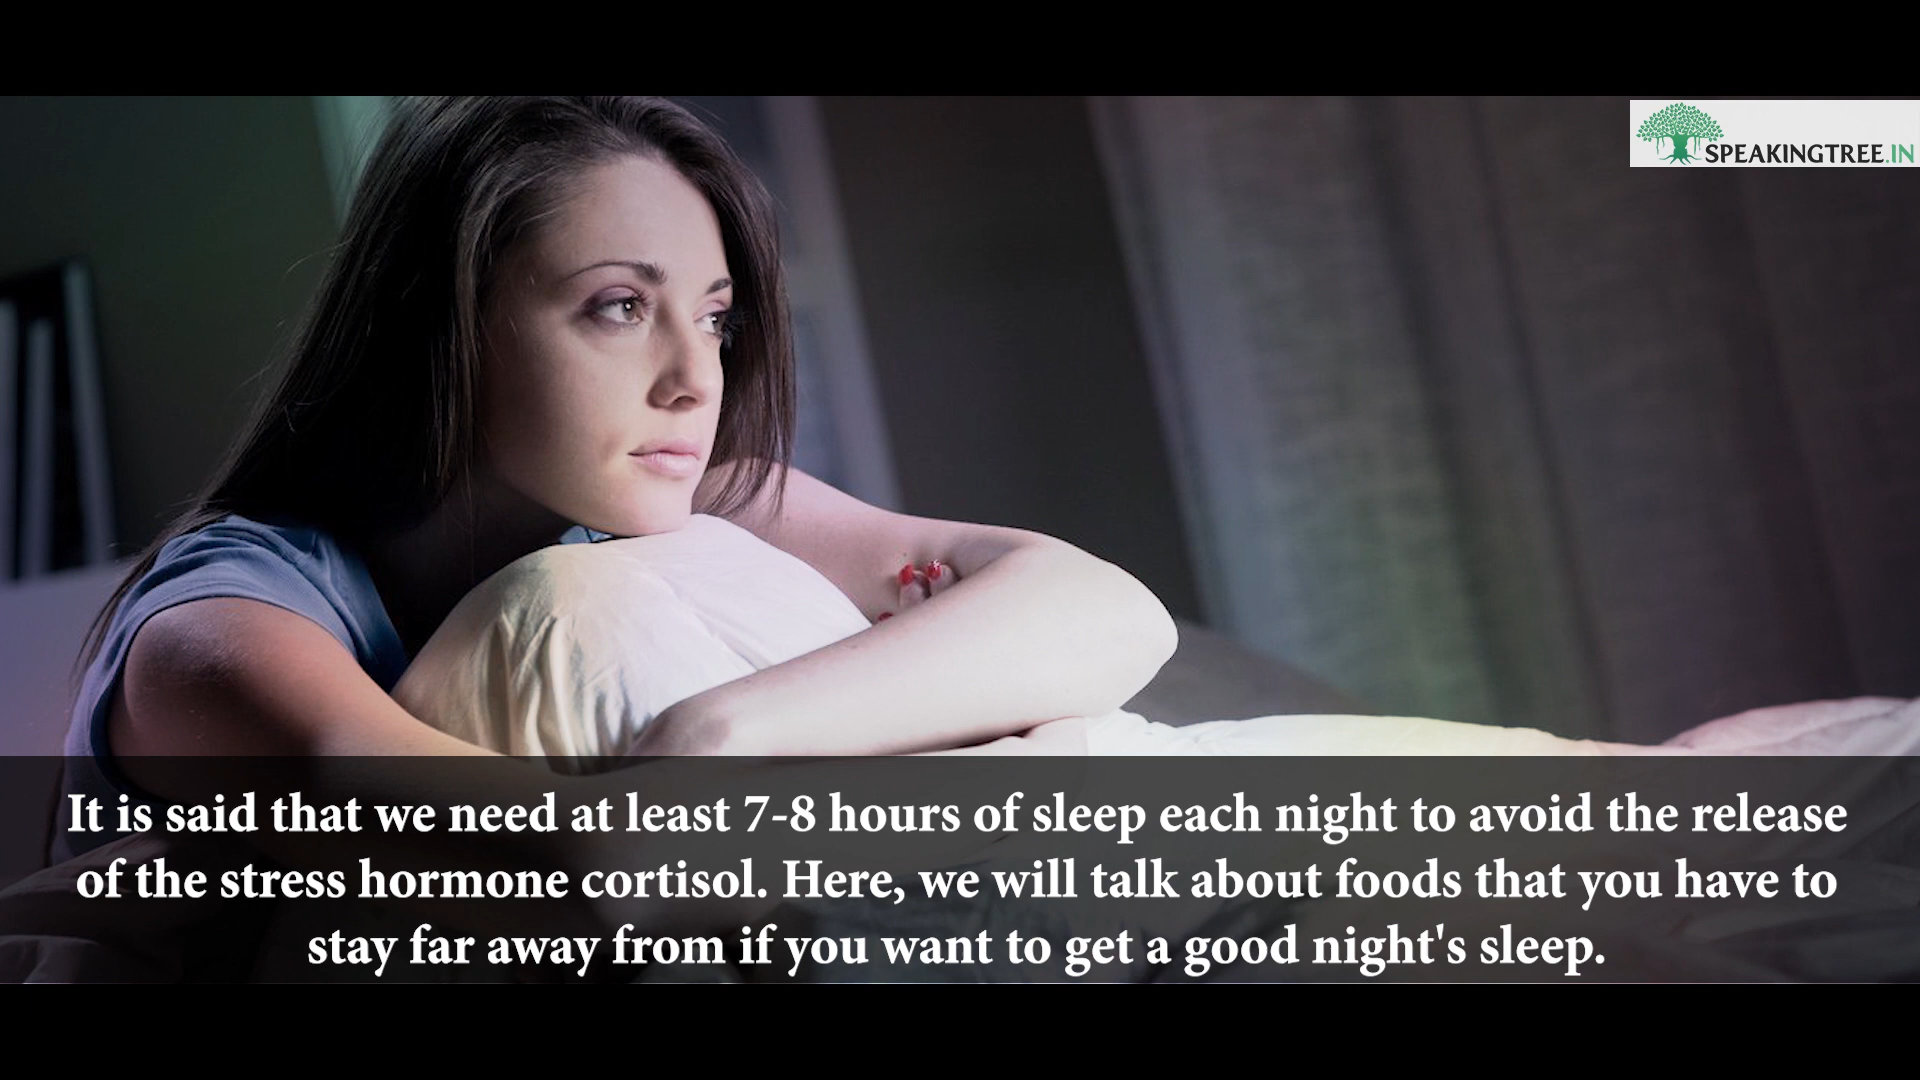 SPEAKINGTREE.IN
It is said that we need at least 7-8 hours of sleep each night to avoid the release
of the stress hormone cortisol. Here, we will talk about foods that you have to
stay far away from if you want to get a good night's sleep.